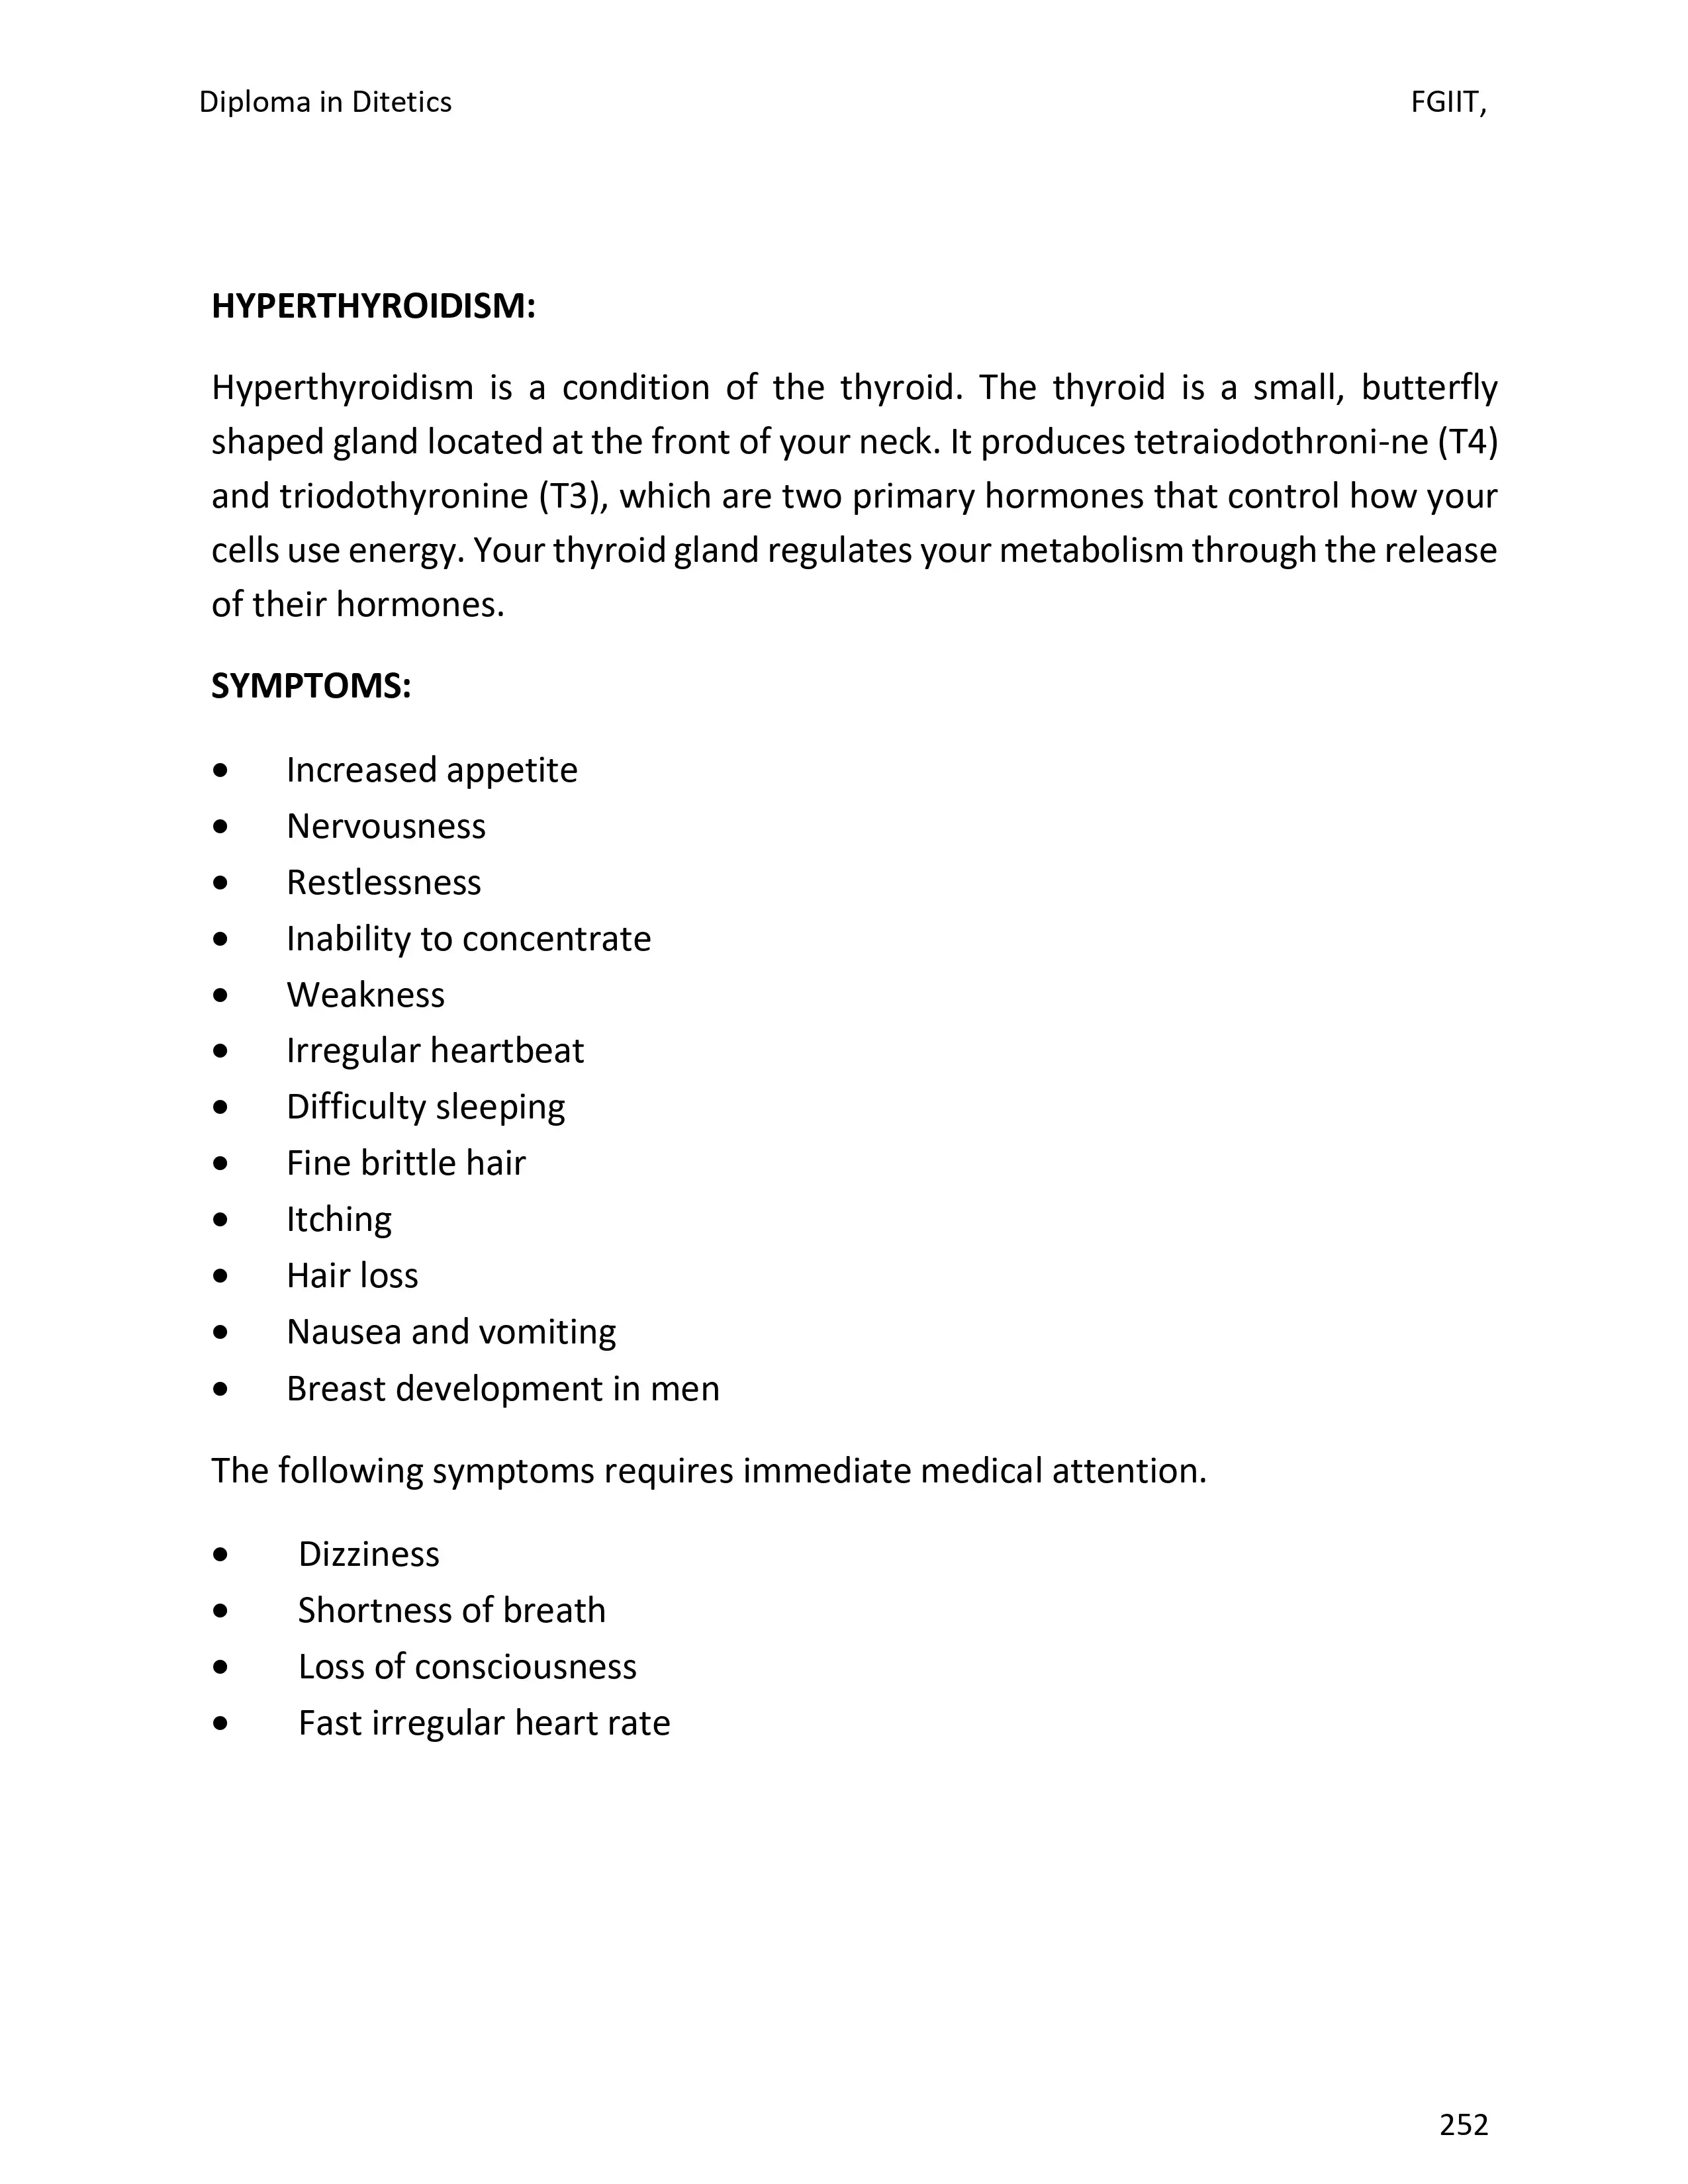 Diploma in Ditetics FGIIT,
HYPERTHYROIDISM:
Hyperthyroidism is a condition of the thyroid. The thyroid is a small, butterfly
shaped gland located at the front of your neck. It produces tetraiodothroni-ne (T4)
and triodothyronine (T3), which are two primary hormones that control how your
cells use energy. Your thyroid gland regulates your metabolism through the release
of their hormones.
SYMPTOMS:
• Increased appetite
• Nervousness
• Restlessness
• Inability to concentrate
• Weakness
• Irregular heartbeat
• Difficulty sleeping
• Fine brittle hair
• Itching
• Hair loss
• Nausea and vomiting
• Breast development in men
The following symptoms requires immediate medical attention.
• Dizziness
• Shortness of breath
• Loss of consciousness
• Fast irregular heart rate
252